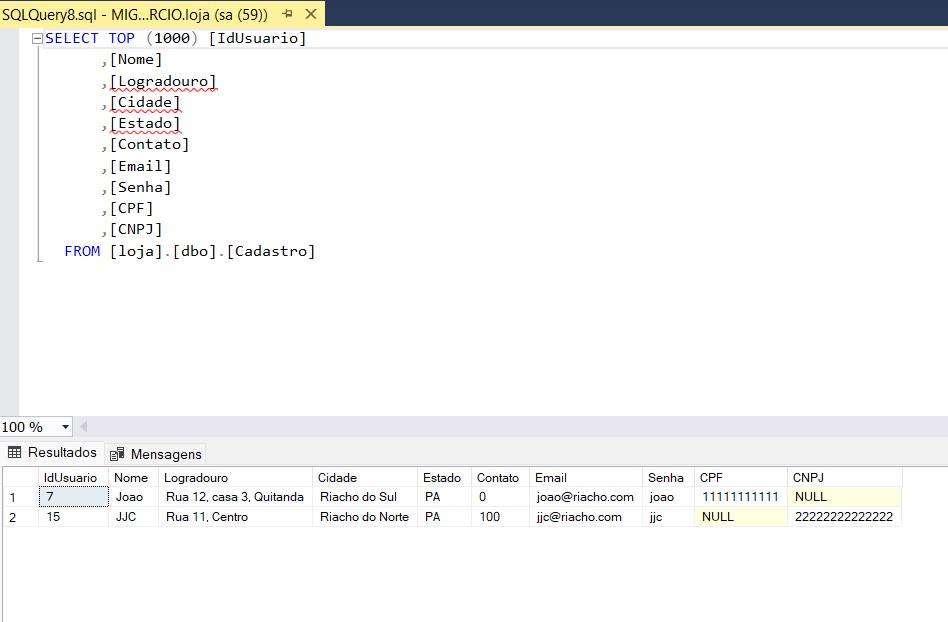 SQLQuery8.sql - MIG...RCIO.loja (sa (59))
SELECT TOP (1000) [IdUsuario]
,[Nome]
,[Logradouro]
,[Cidade]
,[Estado]
,[Contato]
,[Email]
,[Senha]
,[CPF]
,[CNPJ]
FROM [loja].[dbo].[Cadastro]
100 %
Resultados Mensagens
IdUsuario Nome Logradouro Cidade Estado Contato Email Senha CPF CNPJ
1 7 Joao Rua 12, casa 3, Quitanda Riacho do Sul PA 0 joao@riacho.com joao 11111111111 NULL
2 15 JJC Rua 11, Centro Riacho do Norte PA 100 jjc@riacho.com jjc NULL 22222222222222